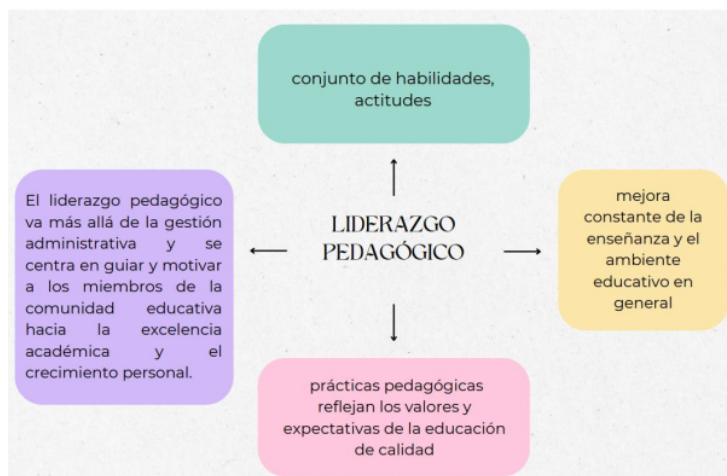 conjunto de habilidades,
actitudes
El liderazgo pedagógico
va más allá de la gestión
administrativa y se
centra en guiar y motivar
a los miembros de la
comunidad educativa
hacia la excelencia
académica y el
crecimiento personal.
LIDERAZGO
PEDAGÓGICO
mejora
constante de la
enseñanza y el
ambiente
educativo en
general
prácticas pedagógicas
reflejan los valores y
expectativas de la educación
de calidad